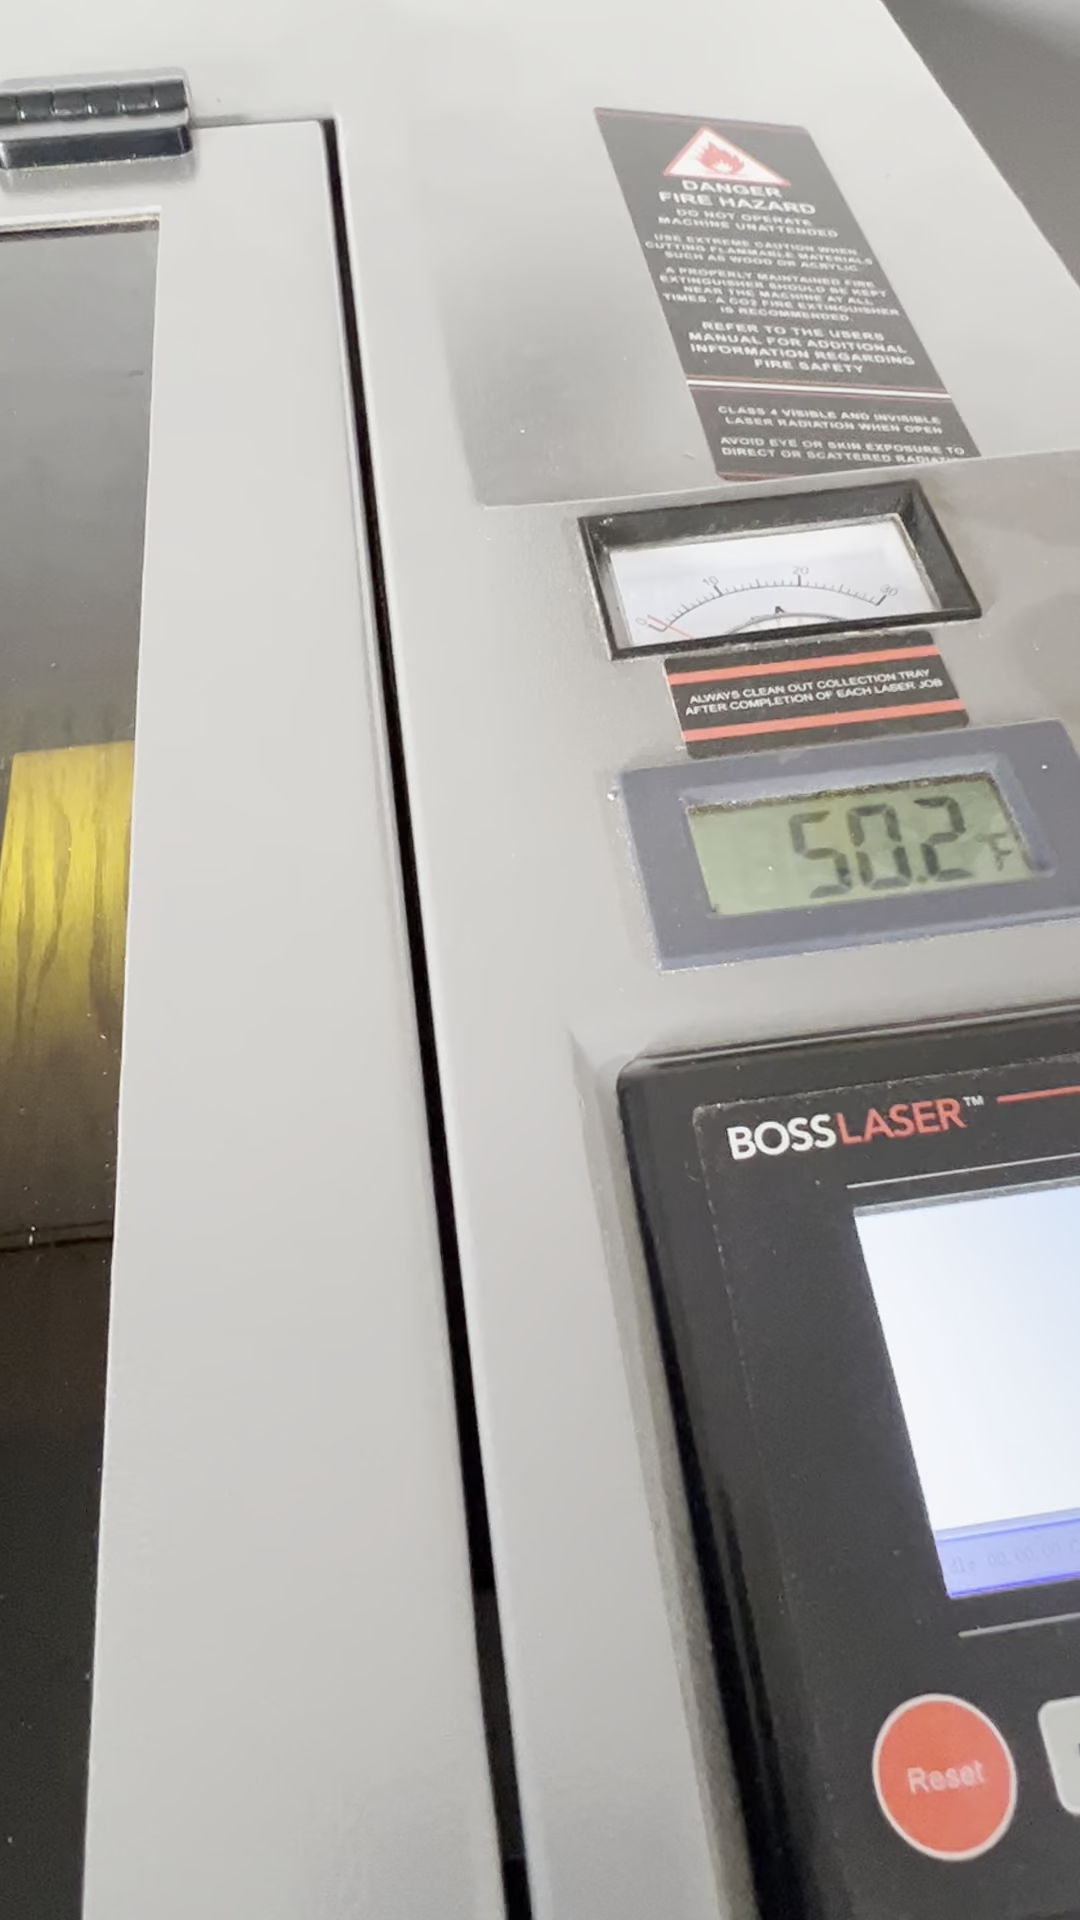 DANGER
FIRE HAZARD
DO NOT OPERATE
MACHINE UNATTENDED
USE EXTREME CAUTION WHEN
CUTTING FLAMMABLE MATERIALS
SUCH AS WOOD OR ACRYLIC
A PROPERLY MAINTAINED FIRE
EXTINGUISHER SHOULD BE KEPT
NEAR THE MACHINE AT ALL
TIMES. A CO2 FIRE EXTINGUISHER
IS RECOMMENDED.
REFER TO THE USERS
MANUAL FOR ADDITIONAL
INFORMATION REGARDING
FIRE SAFETY
CLASS 4 VISIBLE AND INVISIBLE
LASER RADIATION WHEN OPEN
AVOID EYE OR SKIN EXPOSURE TO
DIRECT OR SCATTERED
0 10 20 30
A
ALWAYS CLEAN OUT COLLECTION TRAY
AFTER COMPLETION OF EACH LASER JOB
50.2 °F
BOSSLASER™
Reset